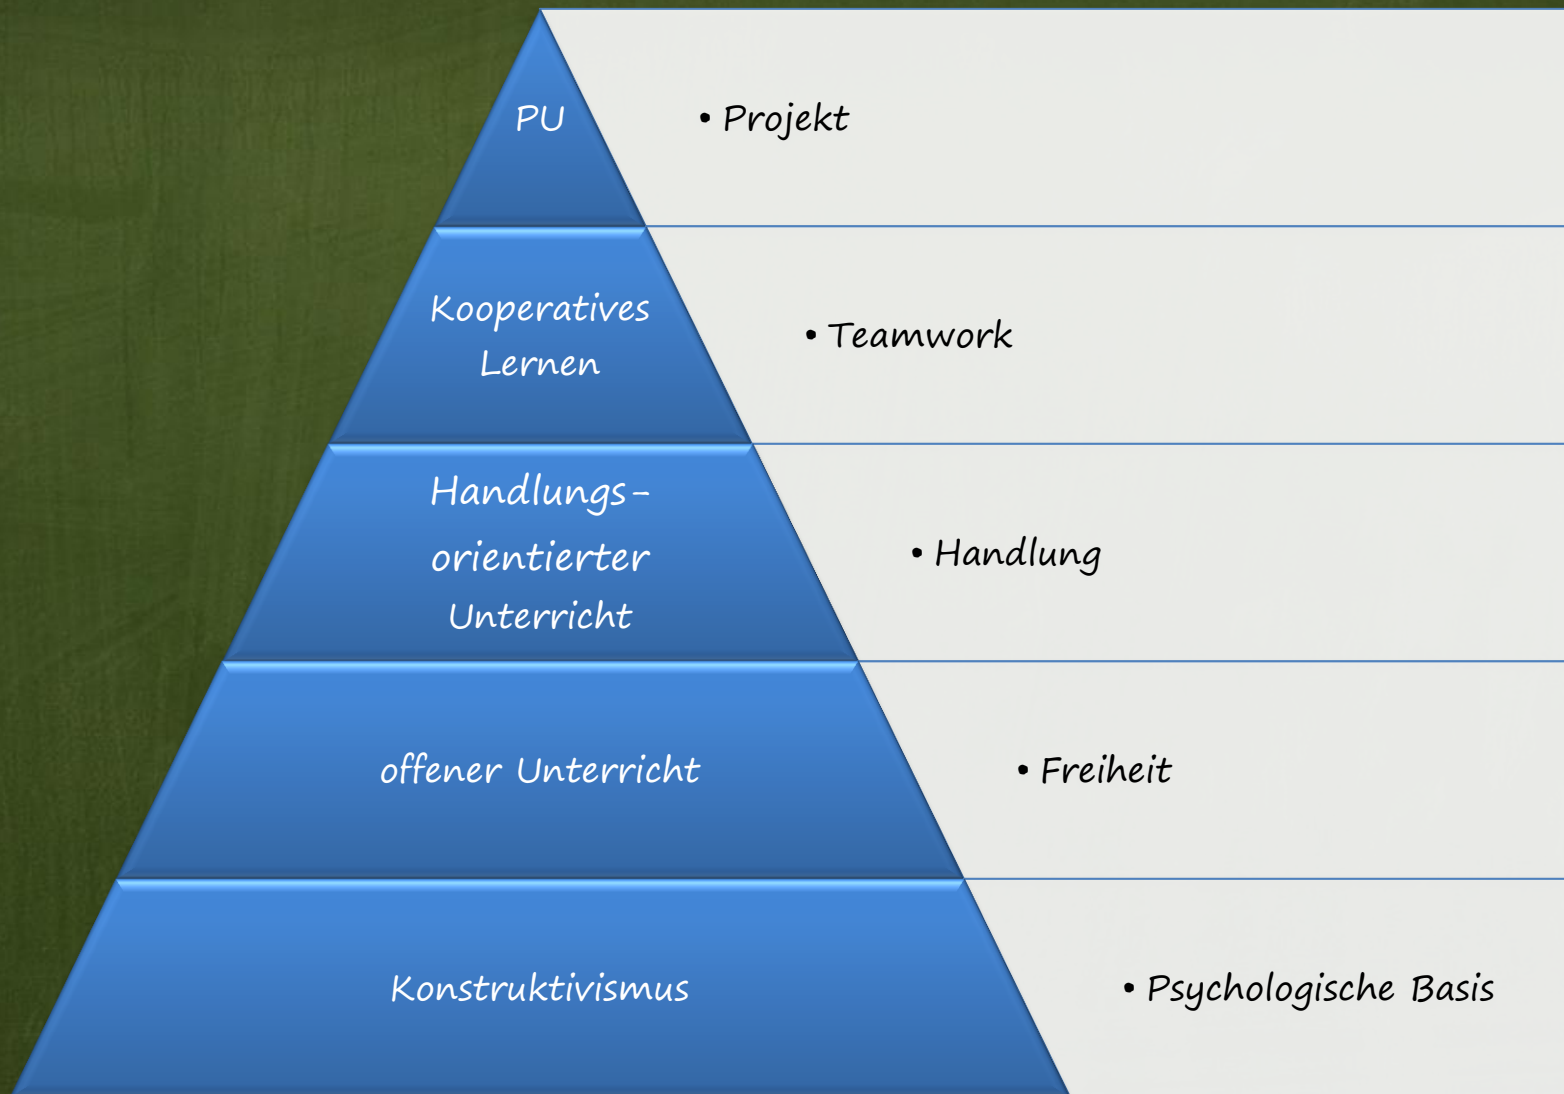 PU
• Projekt
Kooperatives
Lernen
• Teamwork
Handlungs-
orientierter
Unterricht
• Handlung
offener Unterricht
• Freiheit
Konstruktivismus
• Psychologische Basis